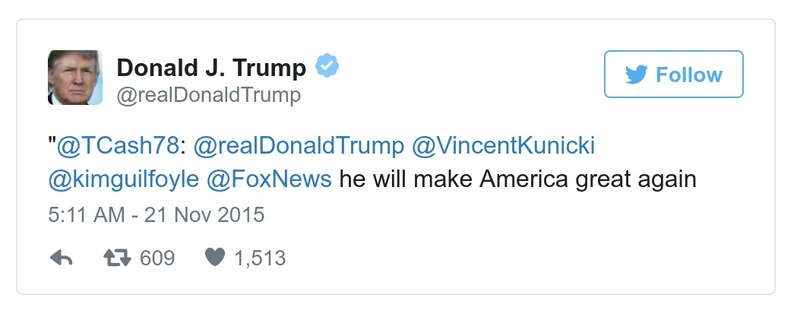 Donald J. Trump
@realDonaldTrump
Follow
"@TCash78: @realDonaldTrump @VincentKunicki
@kimguilfoyle @FoxNews he will make America great again
5:11 AM - 21 Nov 2015
609 1,513